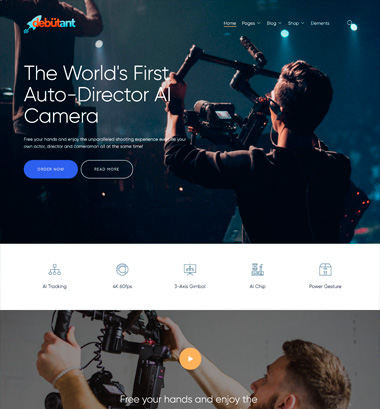 debütant
Home Pages Blog Shop Elements
The World's First
Auto-Director AI
Camera
Free your hands and enjoy the unparalleled shooting experience even be your
own actor, director and cameraman all at the same time!
ORDER NOW READ MORE
AI Tracking 4K 60fps 3-Axis Gimbal AI Chip Power Gesture
Free your hands and enjoy the